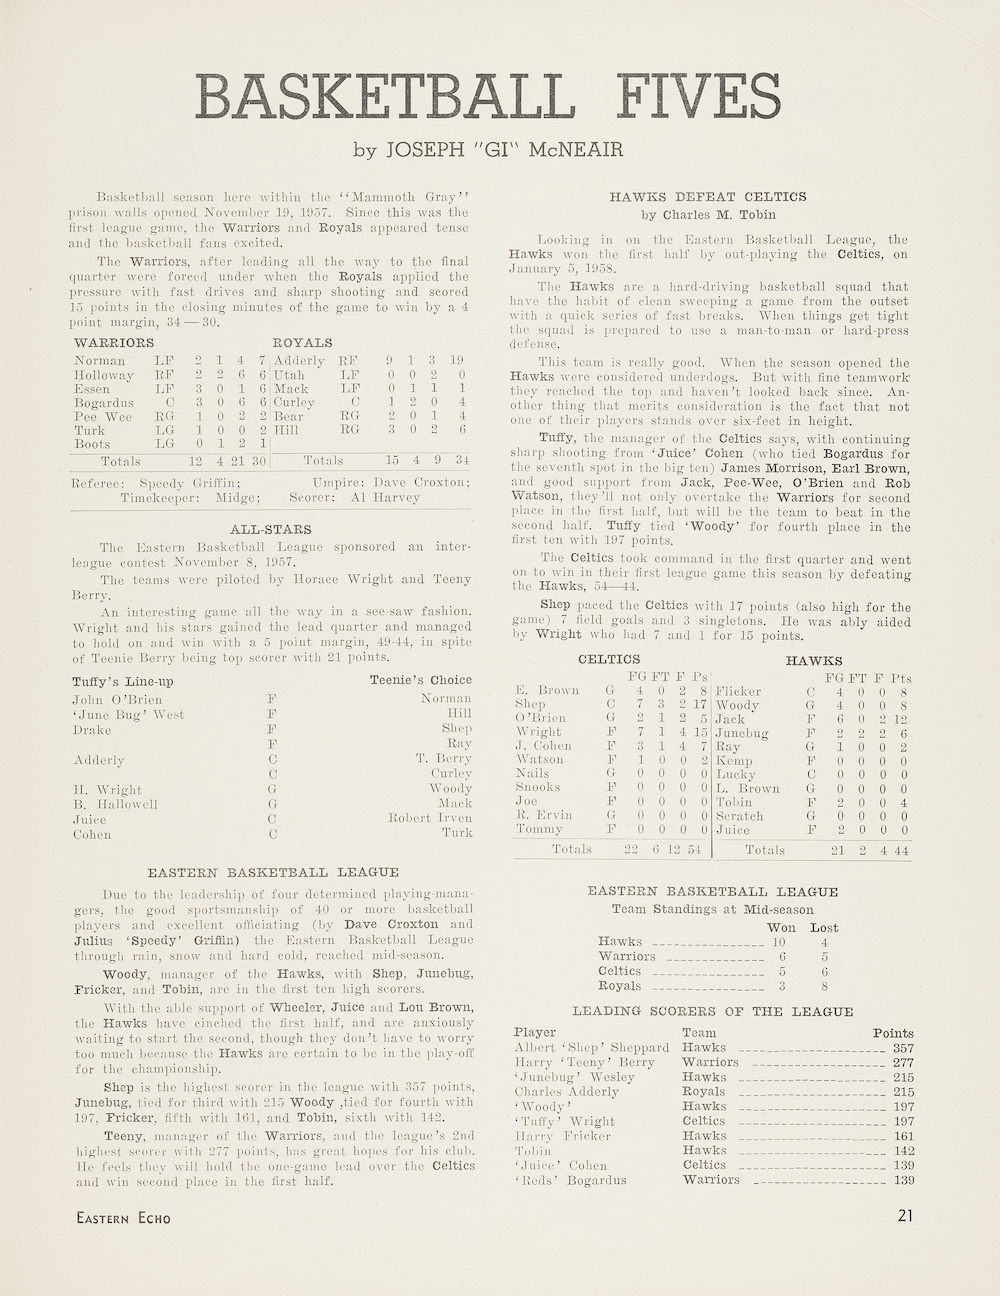 BASKETBALL FIVES
by JOSEPH "GI" McNEAIR
Basketball season here within the ‘‘Mammoth Gray’’
prison walls opened November 19, 1957. Since this was the
first league game, the Warriors and Royals appeared tense
and the basketball fans excited.
The Warriors, after leading all the way to the final
quarter were forced under when the Royals applied the
pressure with fast drives and sharp shooting and scored
15 points in the closing minutes of the game to win by a 4
point margin, 34 — 30.
WARRIORS ROYALS
Norman LF 2 1 4 7 Adderly RF 9 1 3 19
Holloway RF 2 2 6 6 Utah LF 0 0 2 0
Essen LF 3 0 1 6 Mack LF 0 1 1 1
Bogardus C 3 0 6 6 Curley C 1 2 0 4
Pee Wee RG 1 0 2 2 Bear RG 2 0 1 4
Turk LG 1 0 0 2 Hill RG 3 0 2 6
Boots LG 0 1 2 1
Totals 12 4 21 30 Totals 15 4 9 34
Referee: Speedy Griffin; Umpire: Dave Croxton;
Timekeeper: Midge; Scorer: Al Harvey
ALL-STARS
The Eastern Basketball League sponsored an inter-
league contest November 8, 1957.
The teams were piloted by Horace Wright and Teeny
Berry.
An interesting game all the way in a see-saw fashion.
Wright and his stars gained the lead quarter and managed
to hold on and win with a 5 point margin, 49-44, in spite
of Teenie Berry being top scorer with 21 points.
Tuffy’s Line-up Teenie’s Choice
John O’Brien F Norman
‘June Bug’ West F Hill
Drake F Shep
F Ray
Adderly C T. Berry
C Curley
H. Wright G Woody
B. Hallowell G Mack
Juice C Robert Irven
Cohen C Turk
EASTERN BASKETBALL LEAGUE
Due to the leadership of four determined playing-mana-
gers, the good sportsmanship of 40 or more basketball
players and excellent officiating (by Dave Croxton and
Julius ‘Speedy’ Griffin) the Eastern Basketball League
through rain, snow and hard cold, reached mid-season.
Woody, manager of the Hawks, with Shep, Junebug,
Fricker, and Tobin, are in the first ten high scorers.
With the able support of Wheeler, Juice and Lou Brown,
the Hawks have cinched the first half, and are anxiously
waiting to start the second, though they don’t have to worry
too much because the Hawks are certain to be in the play-off
for the championship.
Shep is the highest scorer in the league with 357 points,
Junebug, tied for third with 215 Woody ,tied for fourth with
197, Fricker, fifth with 161, and Tobin, sixth with 142.
Teeny, manager of the Warriors, and the league’s 2nd
highest scorer with 277 points, has great hopes for his club.
He feels they will hold the one-game lead over the Celtics
and win second place in the first half.
HAWKS DEFEAT CELTICS
by Charles M. Tobin
Looking in on the Eastern Basketball League, the
Hawks won the first half by out-playing the Celtics, on
January 5, 1958.
The Hawks are a hard-driving basketball squad that
have the habit of clean sweeping a game from the outset
with a quick series of fast breaks. When things get tight
the squad is prepared to use a man-to-man or hard-press
defense.
This team is really good. When the season opened the
Hawks were considered underdogs. But with fine teamwork
they reached the top and haven’t looked back since. An-
other thing that merits consideration is the fact that not
one of their players stands over six-feet in height.
Tuffy, the manager of the Celtics says, with continuing
sharp shooting from ‘Juice’ Cohen (who tied Bogardus for
the seventh spot in the big ten) James Morrison, Earl Brown,
and good support from Jack, Pee-Wee, O’Brien and Rob
Watson, they’ll not only overtake the Warriors for second
place in the first half, but will be the team to beat in the
second half. Tuffy tied ‘Woody’ for fourth place in the
first ten with 197 points.
The Celtics took command in the first quarter and went
on to win in their first league game this season by defeating
the Hawks, 54—44.
Shep paced the Celtics with 17 points (also high for the
game) 7 field goals and 3 singletons. He was ably aided
by Wright who had 7 and 1 for 15 points.
CELTICS HAWKS
FG FT F Ps FG FT F Pts
E. Brown G 4 0 2 8 Flicker C 4 0 0 8
Shep C 7 3 2 17 Woody G 4 0 0 8
O’Brien G 2 1 2 5 Jack F 6 0 2 12
Wright F 7 1 4 15 Junebug F 2 2 2 6
J. Cohen F 3 1 4 7 Ray G 1 0 0 2
Watson F 1 0 0 2 Kemp F 0 0 0 0
Nails G 0 0 0 0 Lucky C 0 0 0 0
Snooks F 0 0 0 0 L. Brown G 0 0 0 0
Joe F 0 0 0 0 Tobin F 2 0 0 4
R. Ervin G 0 0 0 0 Scratch G 0 0 0 0
Tommy F 0 0 0 0 Juice F 2 0 0 0
Totals 22 6 12 54 Totals 21 2 4 44
EASTERN BASKETBALL LEAGUE
Team Standings at Mid-season
Won Lost
Hawks 10 4
Warriors 6 5
Celtics 5 6
Royals 3 8
LEADING SCORERS OF THE LEAGUE
Player Team Points
Albert ‘Shep’ Sheppard Hawks 357
Harry ‘Teeny’ Berry Warriors 277
‘Junebug’ Wesley Hawks 215
Charles Adderly Royals 215
‘Woody’ Hawks 197
‘Tuffy’ Wright Celtics 197
Harry Fricker Hawks 161
Tobin Hawks 142
‘Juice’ Cohen Celtics 139
‘Reds’ Bogardus Warriors 139
EASTERN ECHO 21